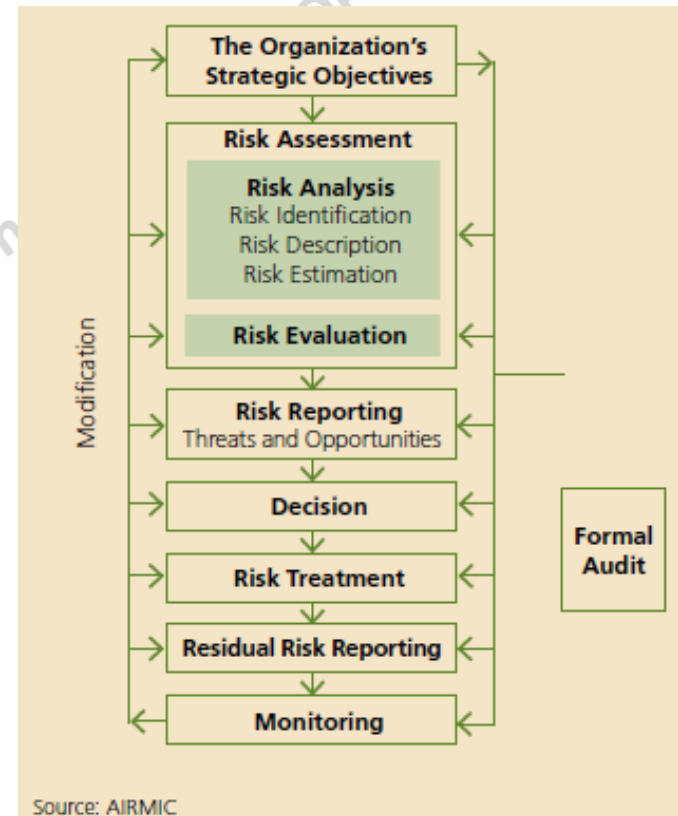 The Organization's
Strategic Objectives
Risk Assessment
Risk Analysis
Risk Identification
Risk Description
Risk Estimation
Risk Evaluation
Modification
Risk Reporting
Threats and Opportunities
Decision
Formal
Audit
Risk Treatment
Residual Risk Reporting
Monitoring
Source: AIRMIC